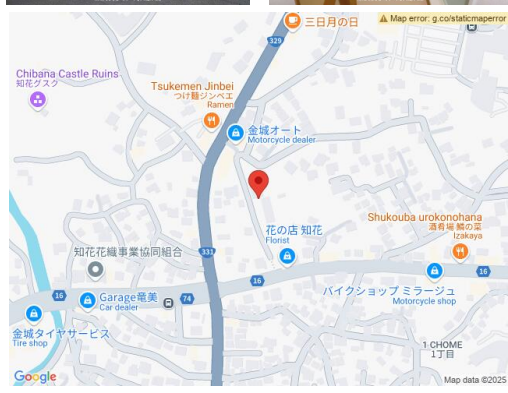 三日月の日
Map error: g.co/staticmaperror
329
Chibana Castle Ruins
知花グスク
Tsukemen Jinbei
つけ麺ジンベエ
Ramen
金城オート
Motorcycle dealer
Shukouba urokonohana
酒肴場 鱗の菜
Izakaya
花の店 知花
Florist
知花花織事業協同組合
331
16
16
バイクショップ ミラージュ
Motorcycle shop
16
Garage竜美
Car dealer
74
金城タイヤサービス
Tire shop
1 CHOME
1丁目
Google
Map data ©2025